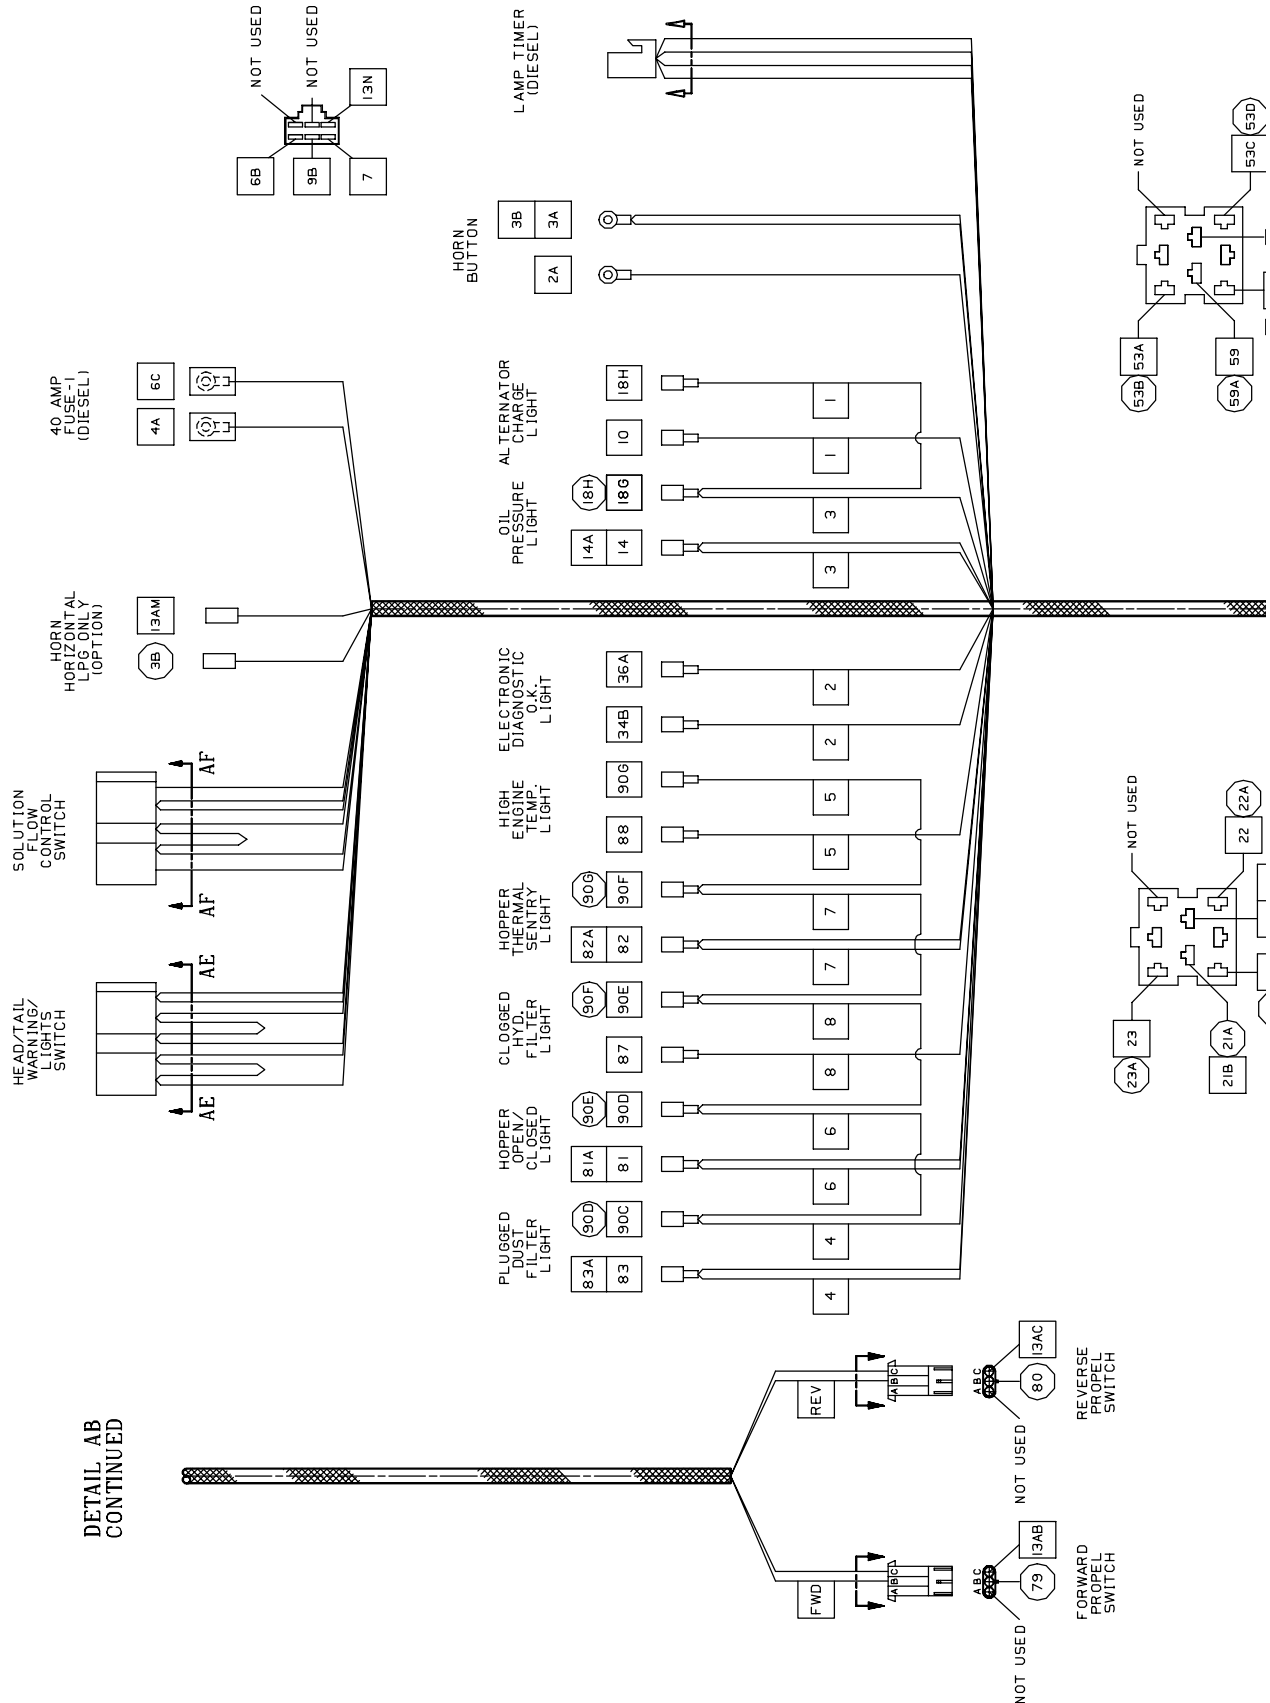 DETAIL AB
CONTINUED
HEAD/TAIL
WARNING/
LIGHTS
SWITCH
AE
AE
SOLUTION
FLOW
CONTROL
SWITCH
AF
AF
HORN
HORIZONTAL
LPG ONLY
(OPTION)
3B
13AM
40 AMP
FUSE-1
(DIESEL)
4A
6C
6B
9B
7
NOT USED
NOT USED
13N
PLUGGED
DUST
FILTER
LIGHT
83A
83
90D
90C
4
4
HOPPER
OPEN/
CLOSED
LIGHT
81A
81
90E
90D
6
6
CLOGGED
HYD.
FILTER
LIGHT
87
90F
90E
8
8
HOPPER
THERMAL
SENTRY
LIGHT
82A
82
90G
90F
7
7
HIGH
ENGINE
TEMP.
LIGHT
88
90G
5
5
ELECTRONIC
DIAGNOSTIC
O.K.
LIGHT
34B
36A
2
2
OIL
PRESSURE
LIGHT
14A
14
18H
18G
3
3
ALTERNATOR
CHARGE
LIGHT
10
18H
1
1
HORN
BUTTON
2A
3B
3A
LAMP TIMER
(DIESEL)
FWD
A B C
A B C
NOT USED
79
13AB
FORWARD
PROPEL
SWITCH
REV
A B C
A B C
NOT USED
80
13AC
REVERSE
PROPEL
SWITCH
23A
23
NOT USED
21B
21A
22
22A
53B
53A
NOT USED
59A
59
53C
53D